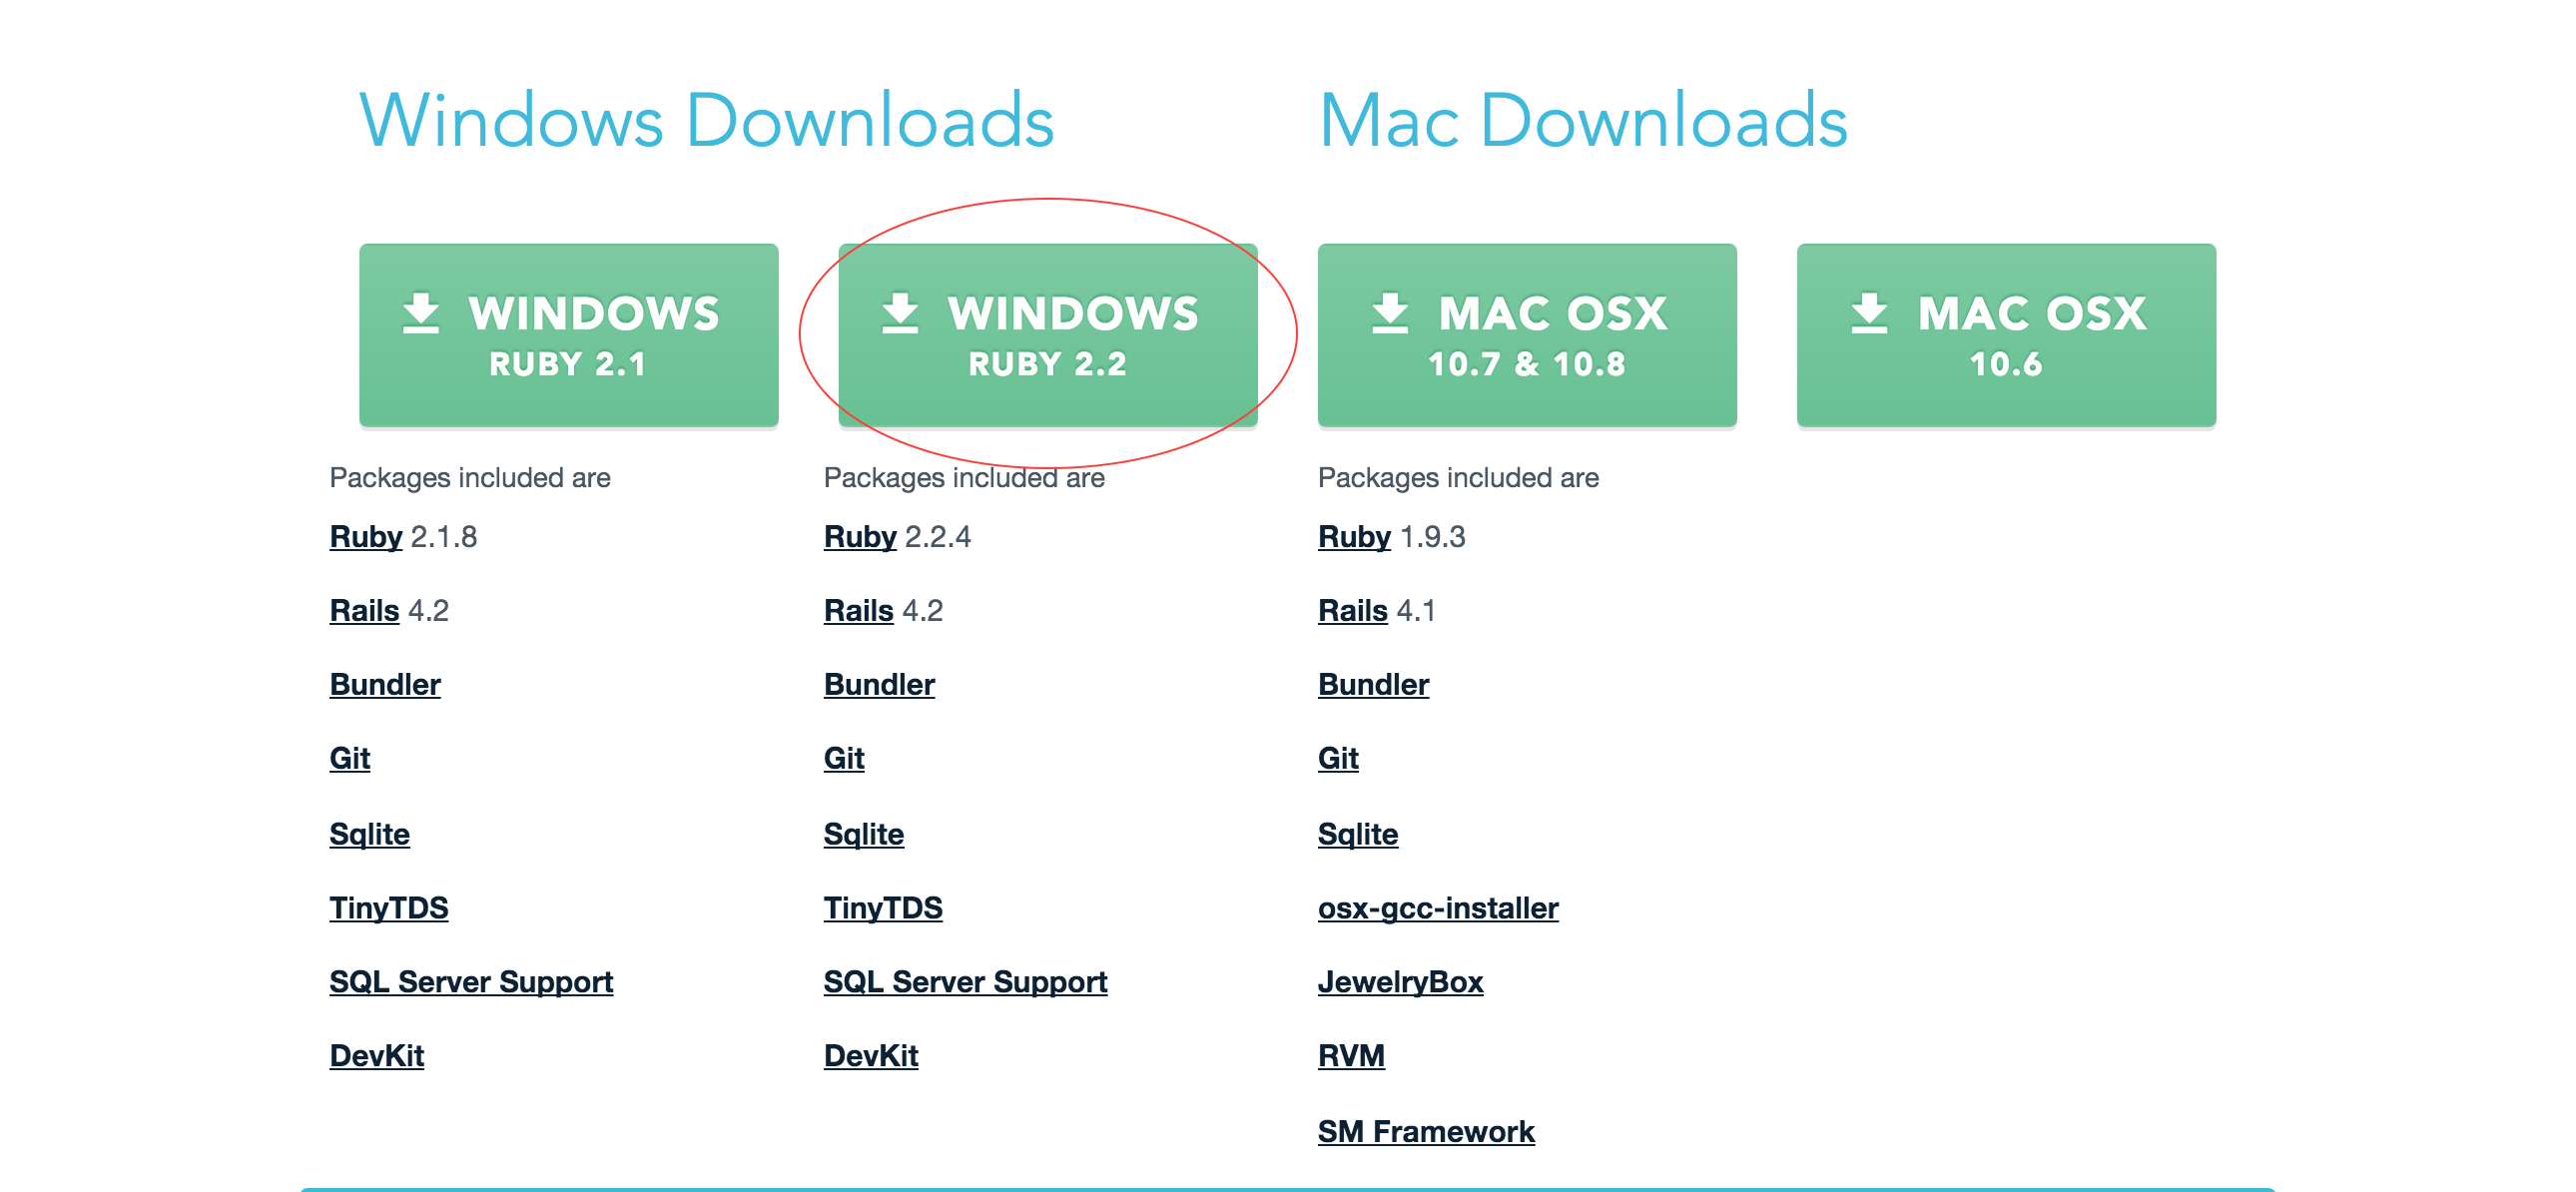 Windows Downloads
Mac Downloads
WINDOWS
RUBY 2.1
WINDOWS
RUBY 2.2
MAC OSX
10.7 & 10.8
MAC OSX
10.6
Packages included are
Ruby 2.1.8
Rails 4.2
Bundler
Git
Sqlite
TinyTDS
SQL Server Support
DevKit
Packages included are
Ruby 2.2.4
Rails 4.2
Bundler
Git
Sqlite
TinyTDS
SQL Server Support
DevKit
Packages included are
Ruby 1.9.3
Rails 4.1
Bundler
Git
Sqlite
osx-gcc-installer
JewelryBox
RVM
SM Framework